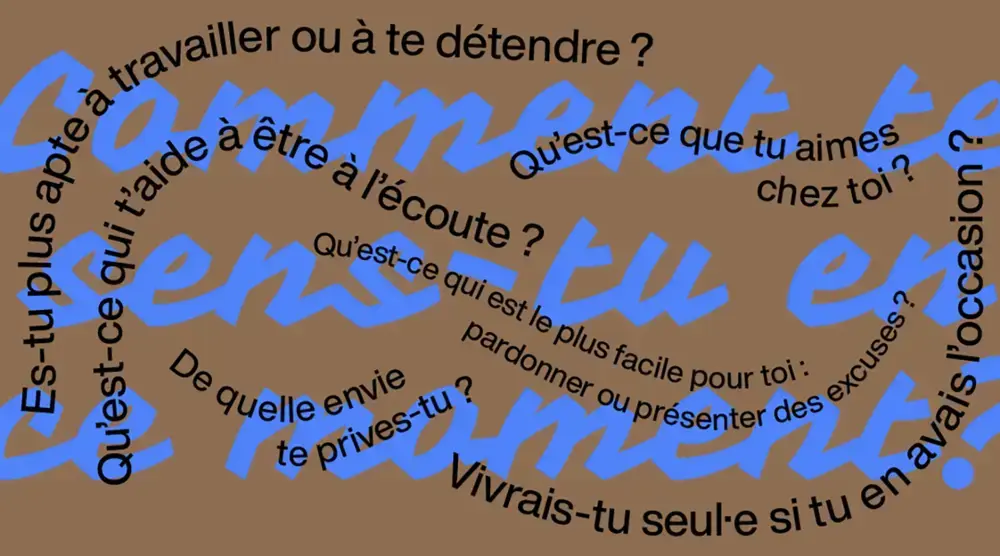 Comment te
sens-tu en
ce moment?
Es-tu plus apte à travailler ou à te détendre ?
Qu'est-ce qui t'aide à être à l'écoute ?
Qu'est-ce que tu aimes
chez toi ?
Qu'est-ce qui est le plus facile pour toi :
pardonner ou présenter des excuses ?
De quelle envie
te prives-tu ?
Vivrais-tu seul·e si tu en avais l'occasion ?